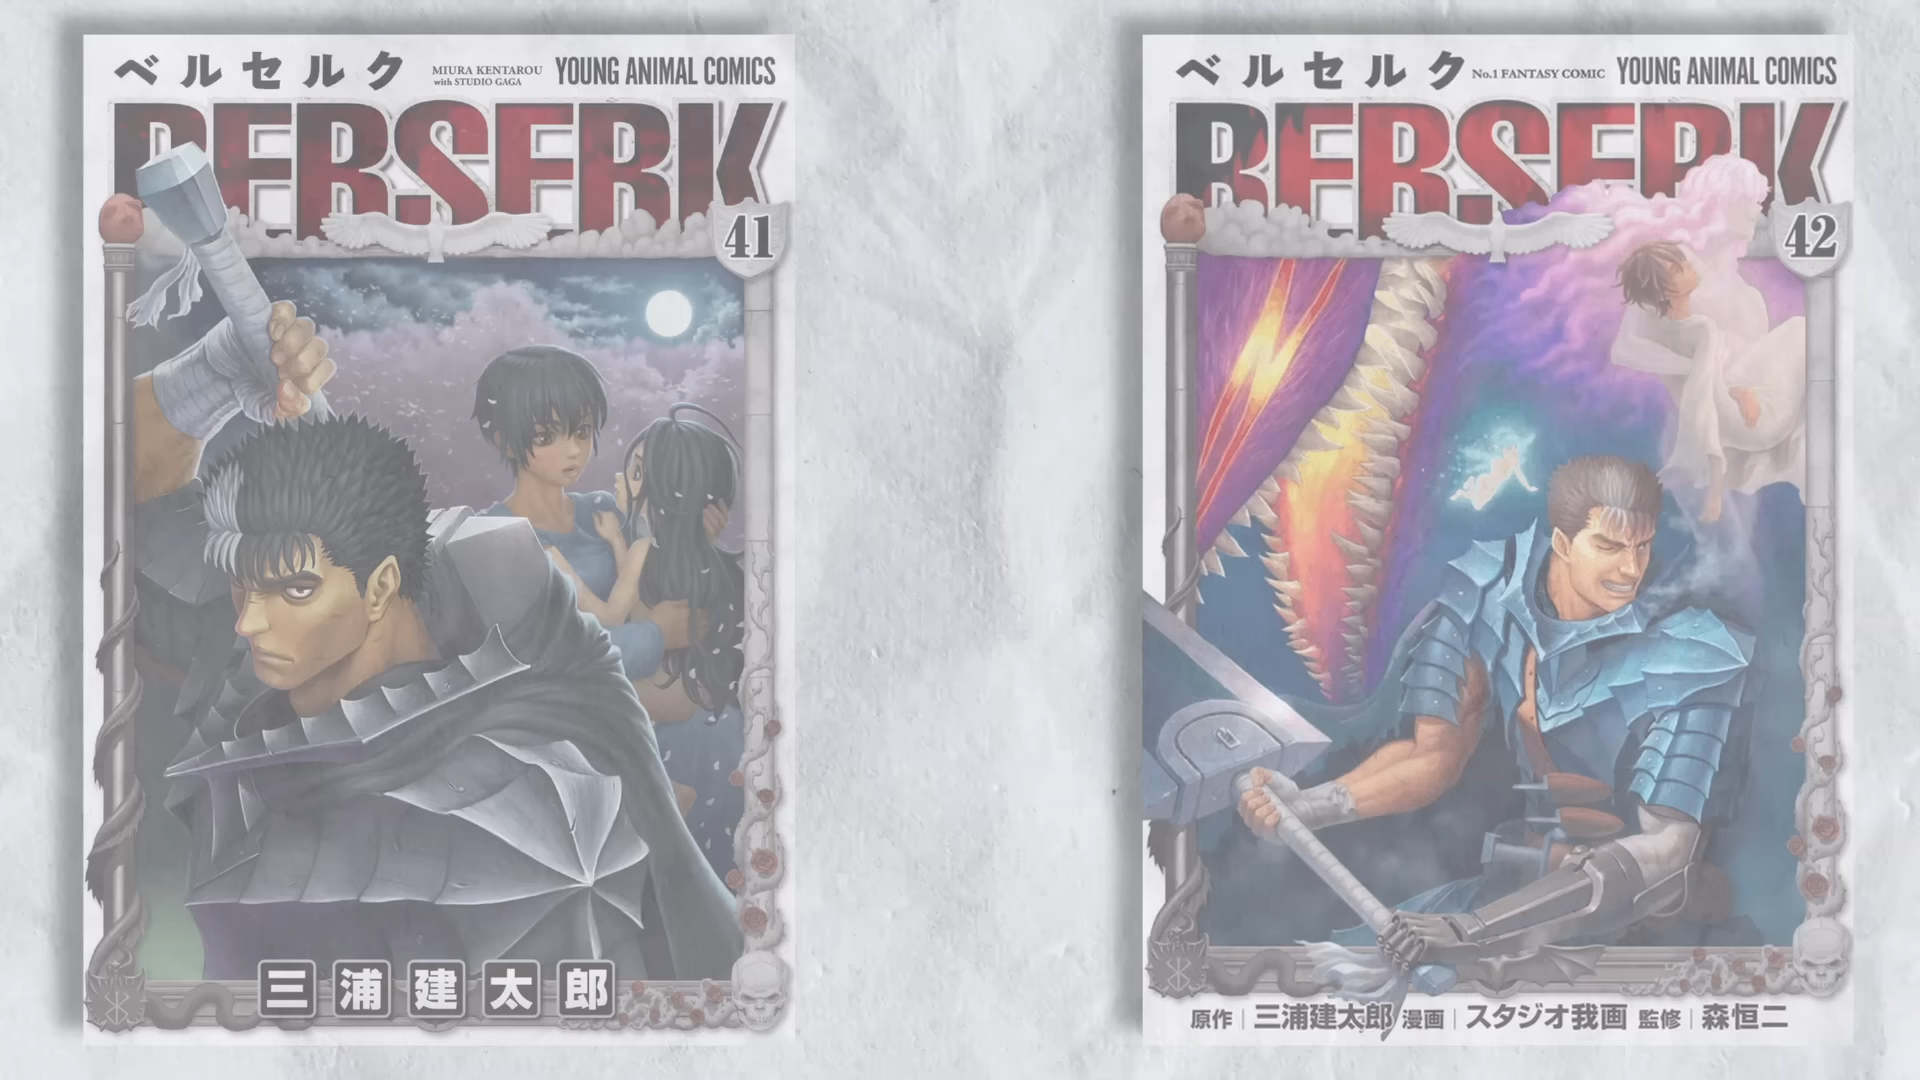 ベルセルク
MIURA KENTAROU
with STUDIO GAGA
YOUNG ANIMAL COMICS
BERSERK
41
三浦建太郎
ベルセルク
No.1 FANTASY COMIC
YOUNG ANIMAL COMICS
BERSERK
42
原作|三浦建太郎 漫画|スタジオ我画 監修|森恒二